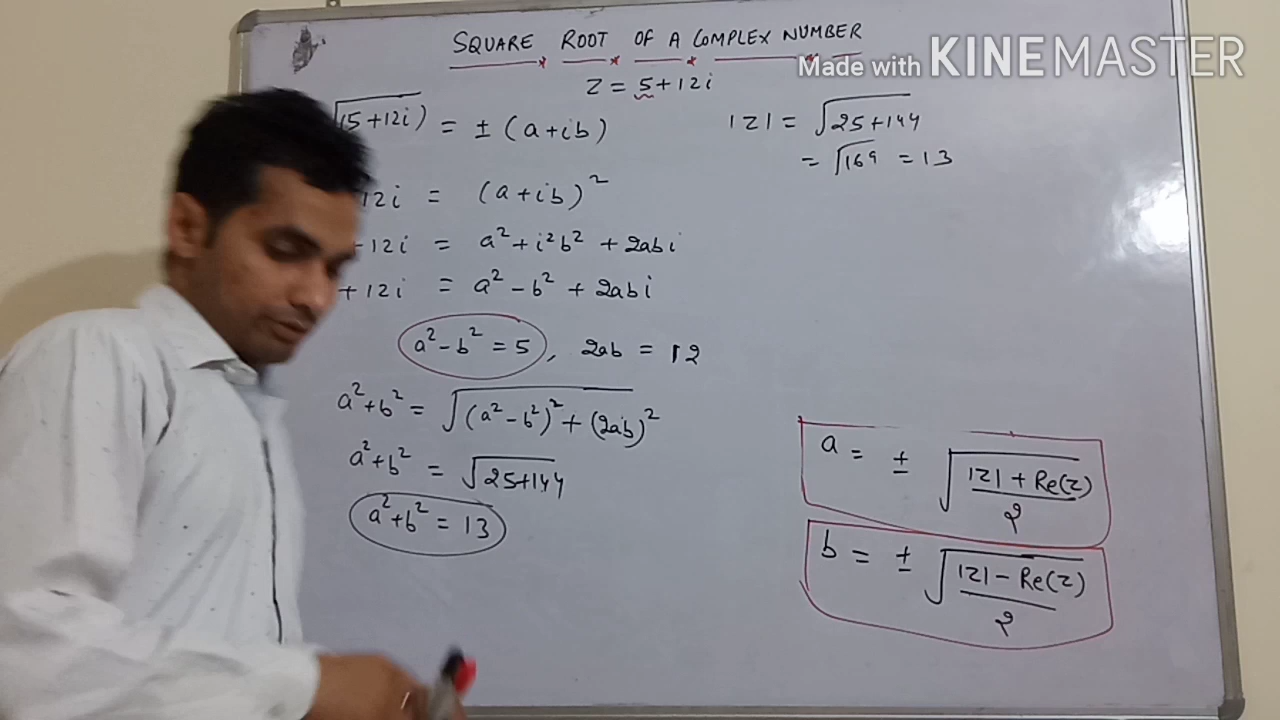 SQUARE ROOT OF A COMPLEX NUMBER
Made with KINEMASTER
Z = 5 + 12i
√(5 + 12i) = ± (a + ib)
|z| = √25 + 144
= √169 = 13
12i = (a + ib)²
+ 12i = a² + i²b² + 2abi
+ 12i = a² - b² + 2abi
a² - b² = 5, 2ab = 12
a² + b² = √(a² - b²)² + (2ab)²
a² + b² = √25+144
a² + b² = 13
a = ± √|z| + Re(z) / 2
b = ± √|z| - Re(z) / 2